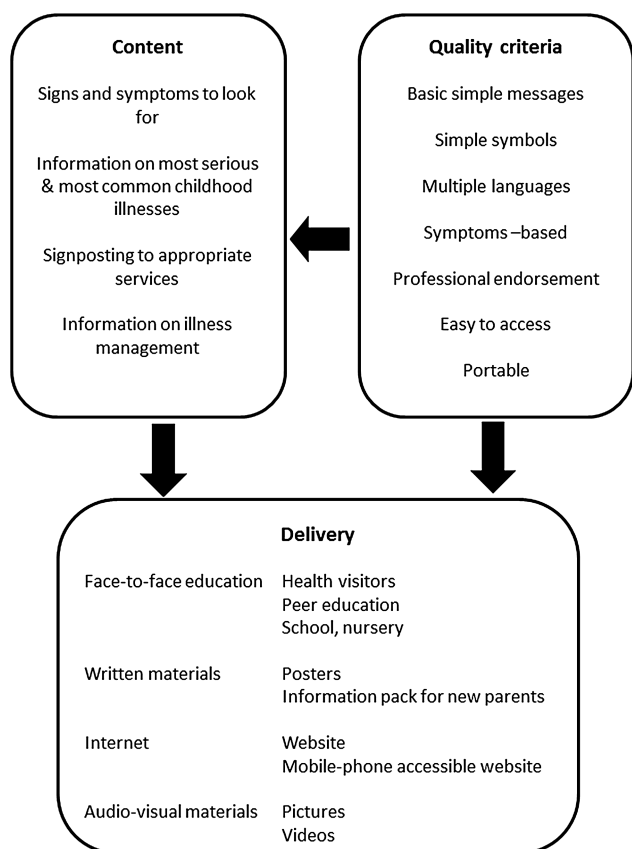 Content
Signs and symptoms to look
for
Information on most serious
& most common childhood
illnesses
Signposting to appropriate
services
Information on illness
management
Quality criteria
Basic simple messages
Simple symbols
Multiple languages
Symptoms –based
Professional endorsement
Easy to access
Portable
Delivery
Face-to-face education Health visitors
Peer education
School, nursery
Written materials Posters
Information pack for new parents
Internet Website
Mobile-phone accessible website
Audio-visual materials Pictures
Videos